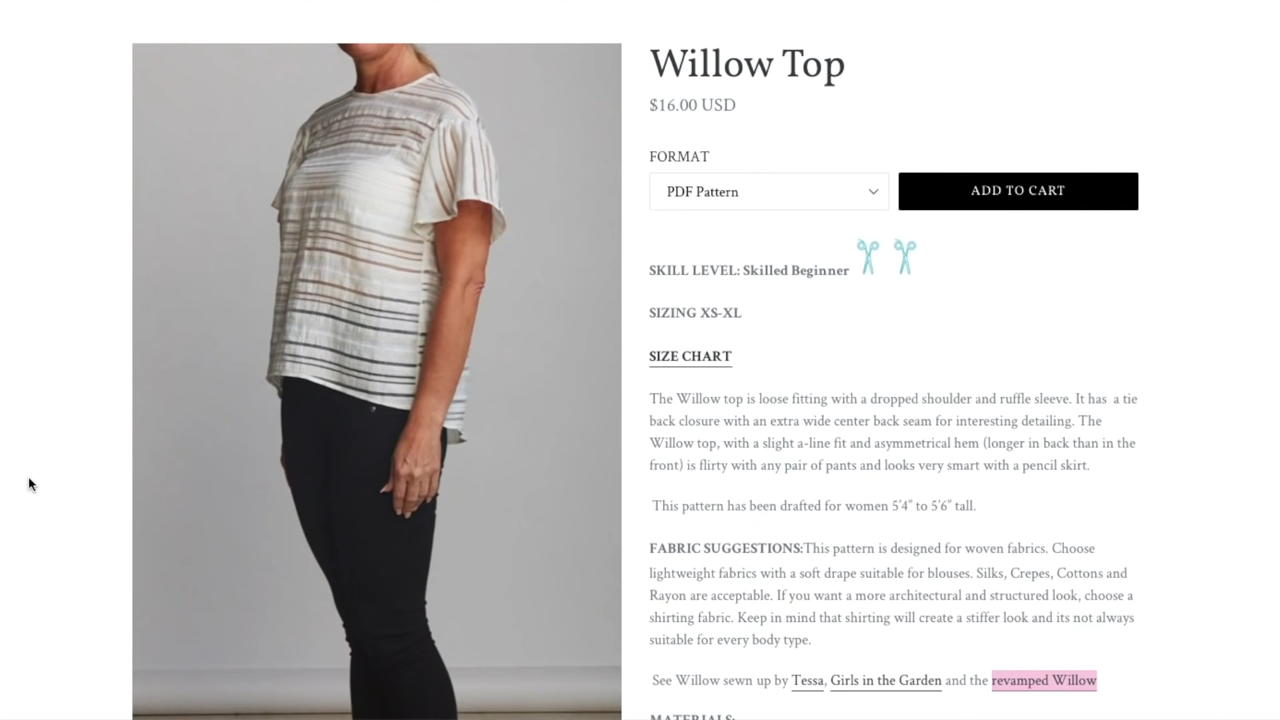 Willow Top
$16.00 USD
FORMAT
PDF Pattern
ADD TO CART
SKILL LEVEL: Skilled Beginner
SIZING XS-XL
SIZE CHART
The Willow top is loose fitting with a dropped shoulder and ruffle sleeve. It has a tie
back closure with an extra wide center back seam for interesting detailing. The
Willow top, with a slight a-line fit and asymmetrical hem (longer in back than in the
front) is flirty with any pair of pants and looks very smart with a pencil skirt.
This pattern has been drafted for women 5'4" to 5'6" tall.
FABRIC SUGGESTIONS:This pattern is designed for woven fabrics. Choose
lightweight fabrics with a soft drape suitable for blouses. Silks, Crepes, Cottons and
Rayon are acceptable. If you want a more architectural and structured look, choose a
shirting fabric. Keep in mind that shirting will create a stiffer look and its not always
suitable for every body type.
See Willow sewn up by Tessa, Girls in the Garden and the revamped Willow
MATERIALS: